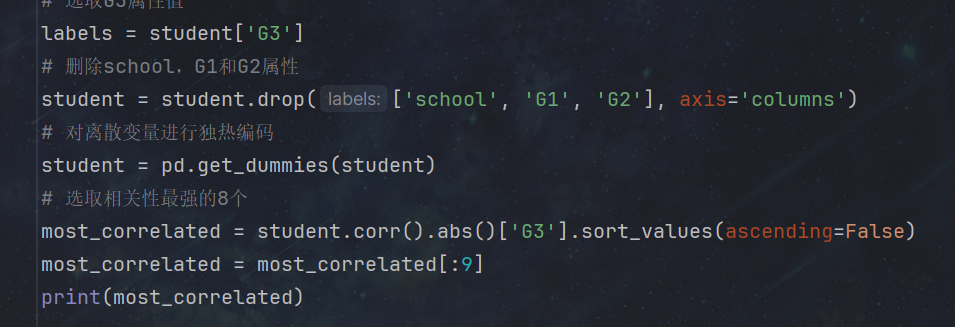 # 选取G3属性值
labels = student['G3']
# 删除school，G1和G2属性
student = student.drop( labels: ['school', 'G1', 'G2'], axis='columns')
# 对离散变量进行独热编码
student = pd.get_dummies(student)
# 选取相关性最强的8个
most_correlated = student.corr().abs()['G3'].sort_values(ascending=False)
most_correlated = most_correlated[:9]
print(most_correlated)